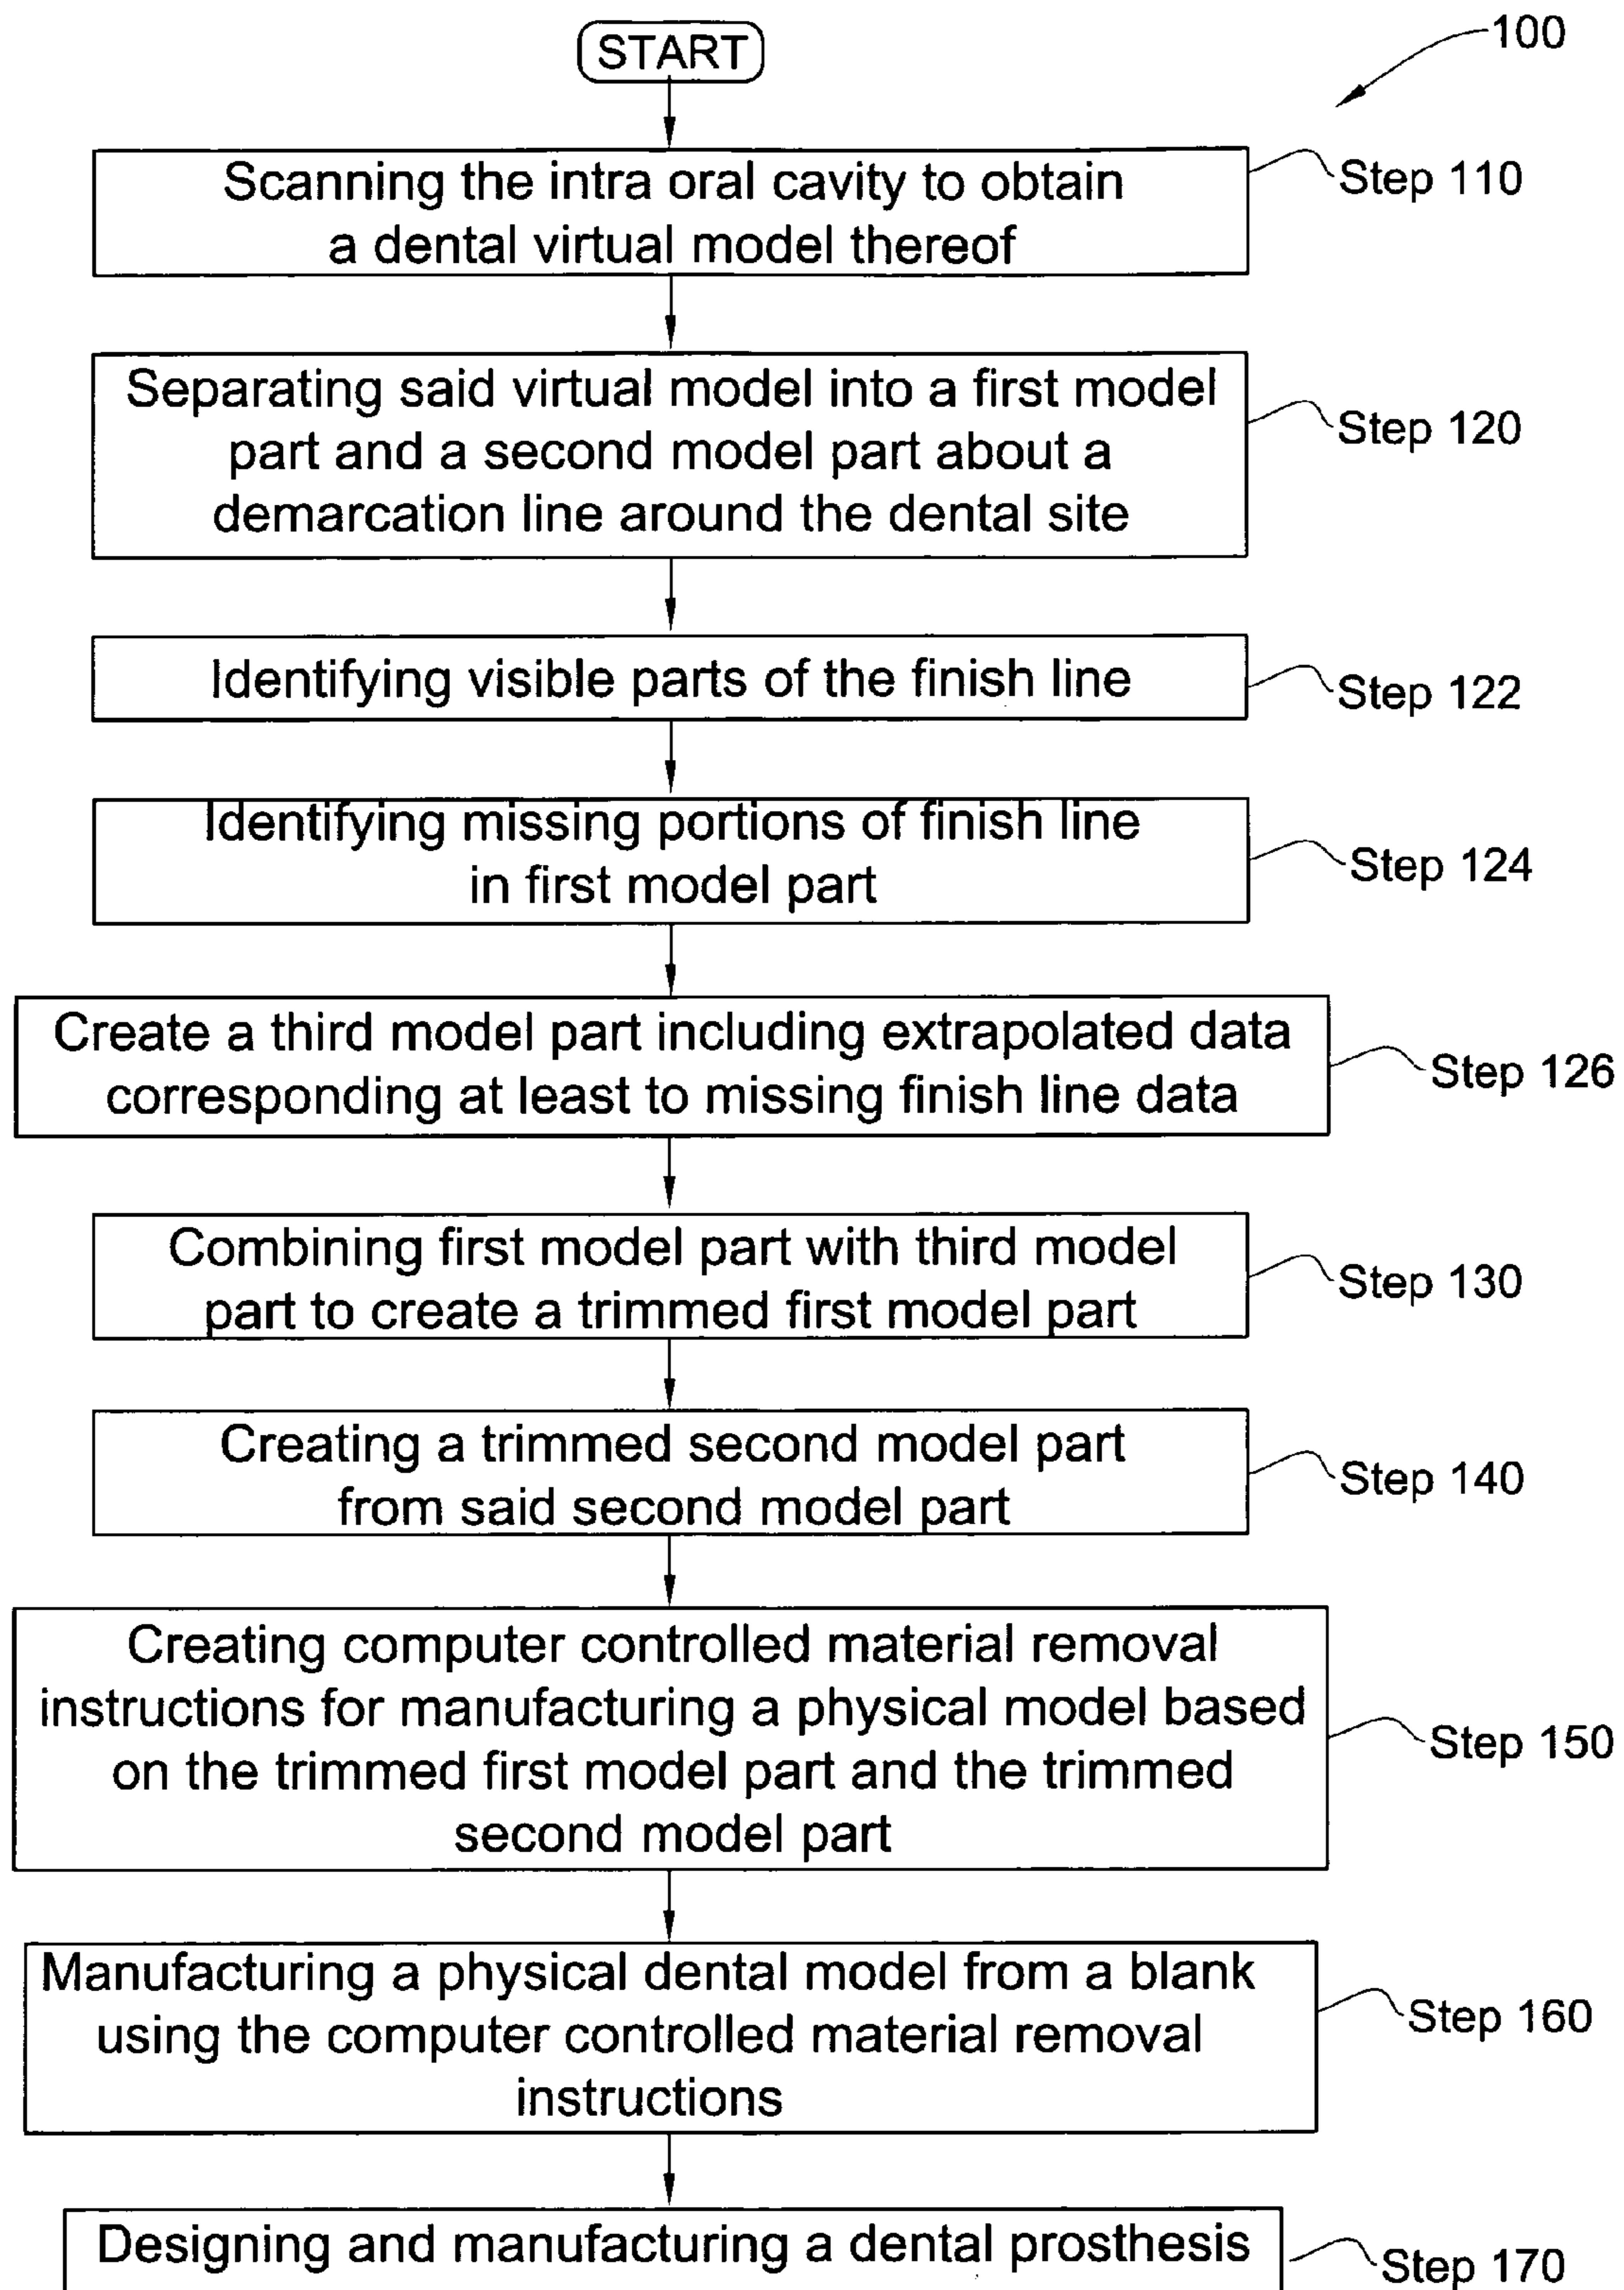 START
100
Scanning the intra oral cavity to obtain
a dental virtual model thereof
Step 110
Separating said virtual model into a first model
part and a second model part about a
demarcation line around the dental site
Step 120
Identifying visible parts of the finish line
Step 122
Identifying missing portions of finish line
in first model part
Step 124
Create a third model part including extrapolated data
corresponding at least to missing finish line data
Step 126
Combining first model part with third model
part to create a trimmed first model part
Step 130
Creating a trimmed second model part
from said second model part
Step 140
Creating computer controlled material removal
instructions for manufacturing a physical model based
on the trimmed first model part and the trimmed
second model part
Step 150
Manufacturing a physical dental model from a blank
using the computer controlled material removal
instructions
Step 160
Designing and manufacturing a dental prosthesis
Step 170